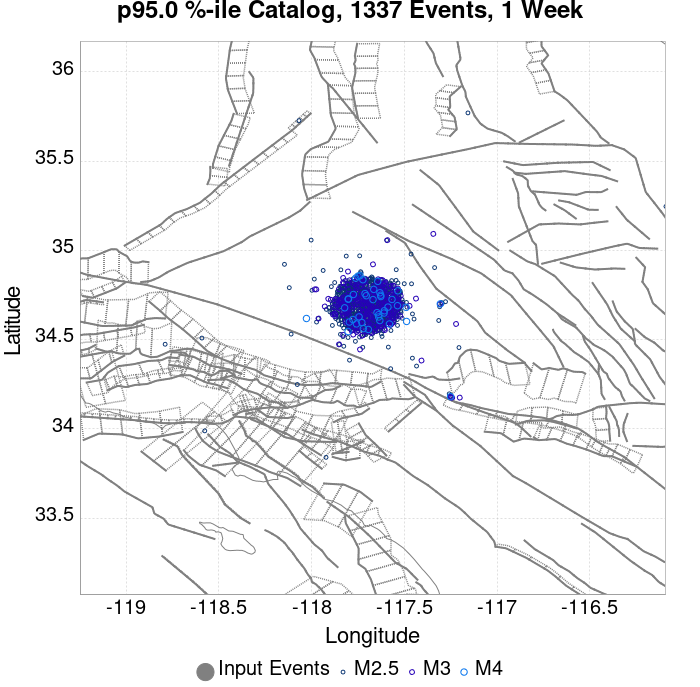 p95.0 %-ile Catalog, 1337 Events, 1 Week
36
35.5
35
34.5
34
33.5
Latitude
-119 -118.5 -118 -117.5 -117 -116.5
Longitude
Input Events M2.5 M3 M4